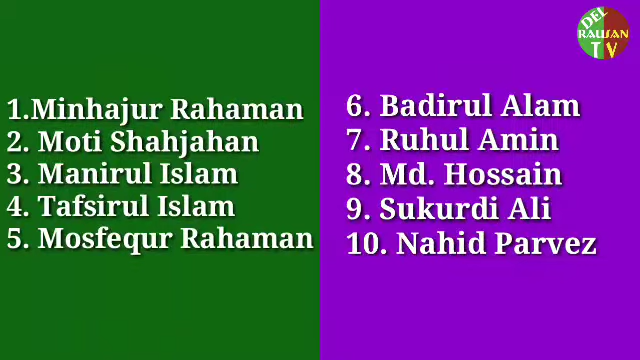 1.Minhajur Rahaman
2. Moti Shahjahan
3. Manirul Islam
4. Tafsirul Islam
5. Mosfequr Rahaman
6. Badirul Alam
7. Ruhul Amin
8. Md. Hossain
9. Sukurdi Ali
10. Nahid Parvez
DEL
RAUSAN
TV